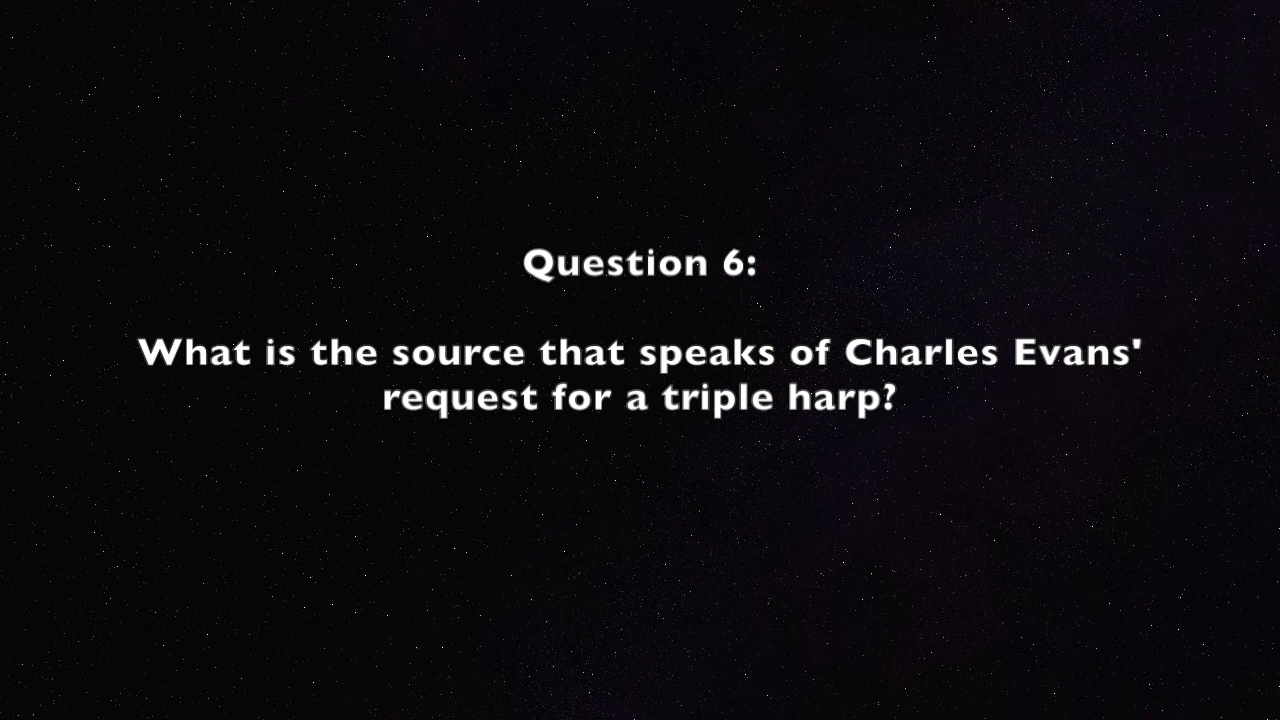 Question 6:
What is the source that speaks of Charles Evans'
request for a triple harp?